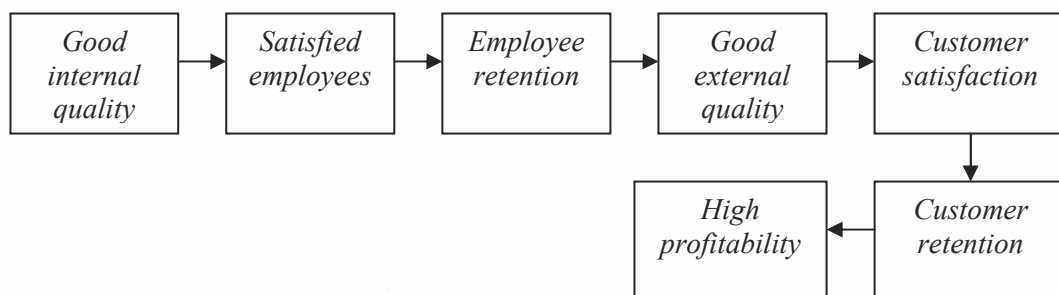 Good
internal
quality
Satisfied
employees
Employee
retention
Good
external
quality
Customer
satisfaction
High
profitability
Customer
retention